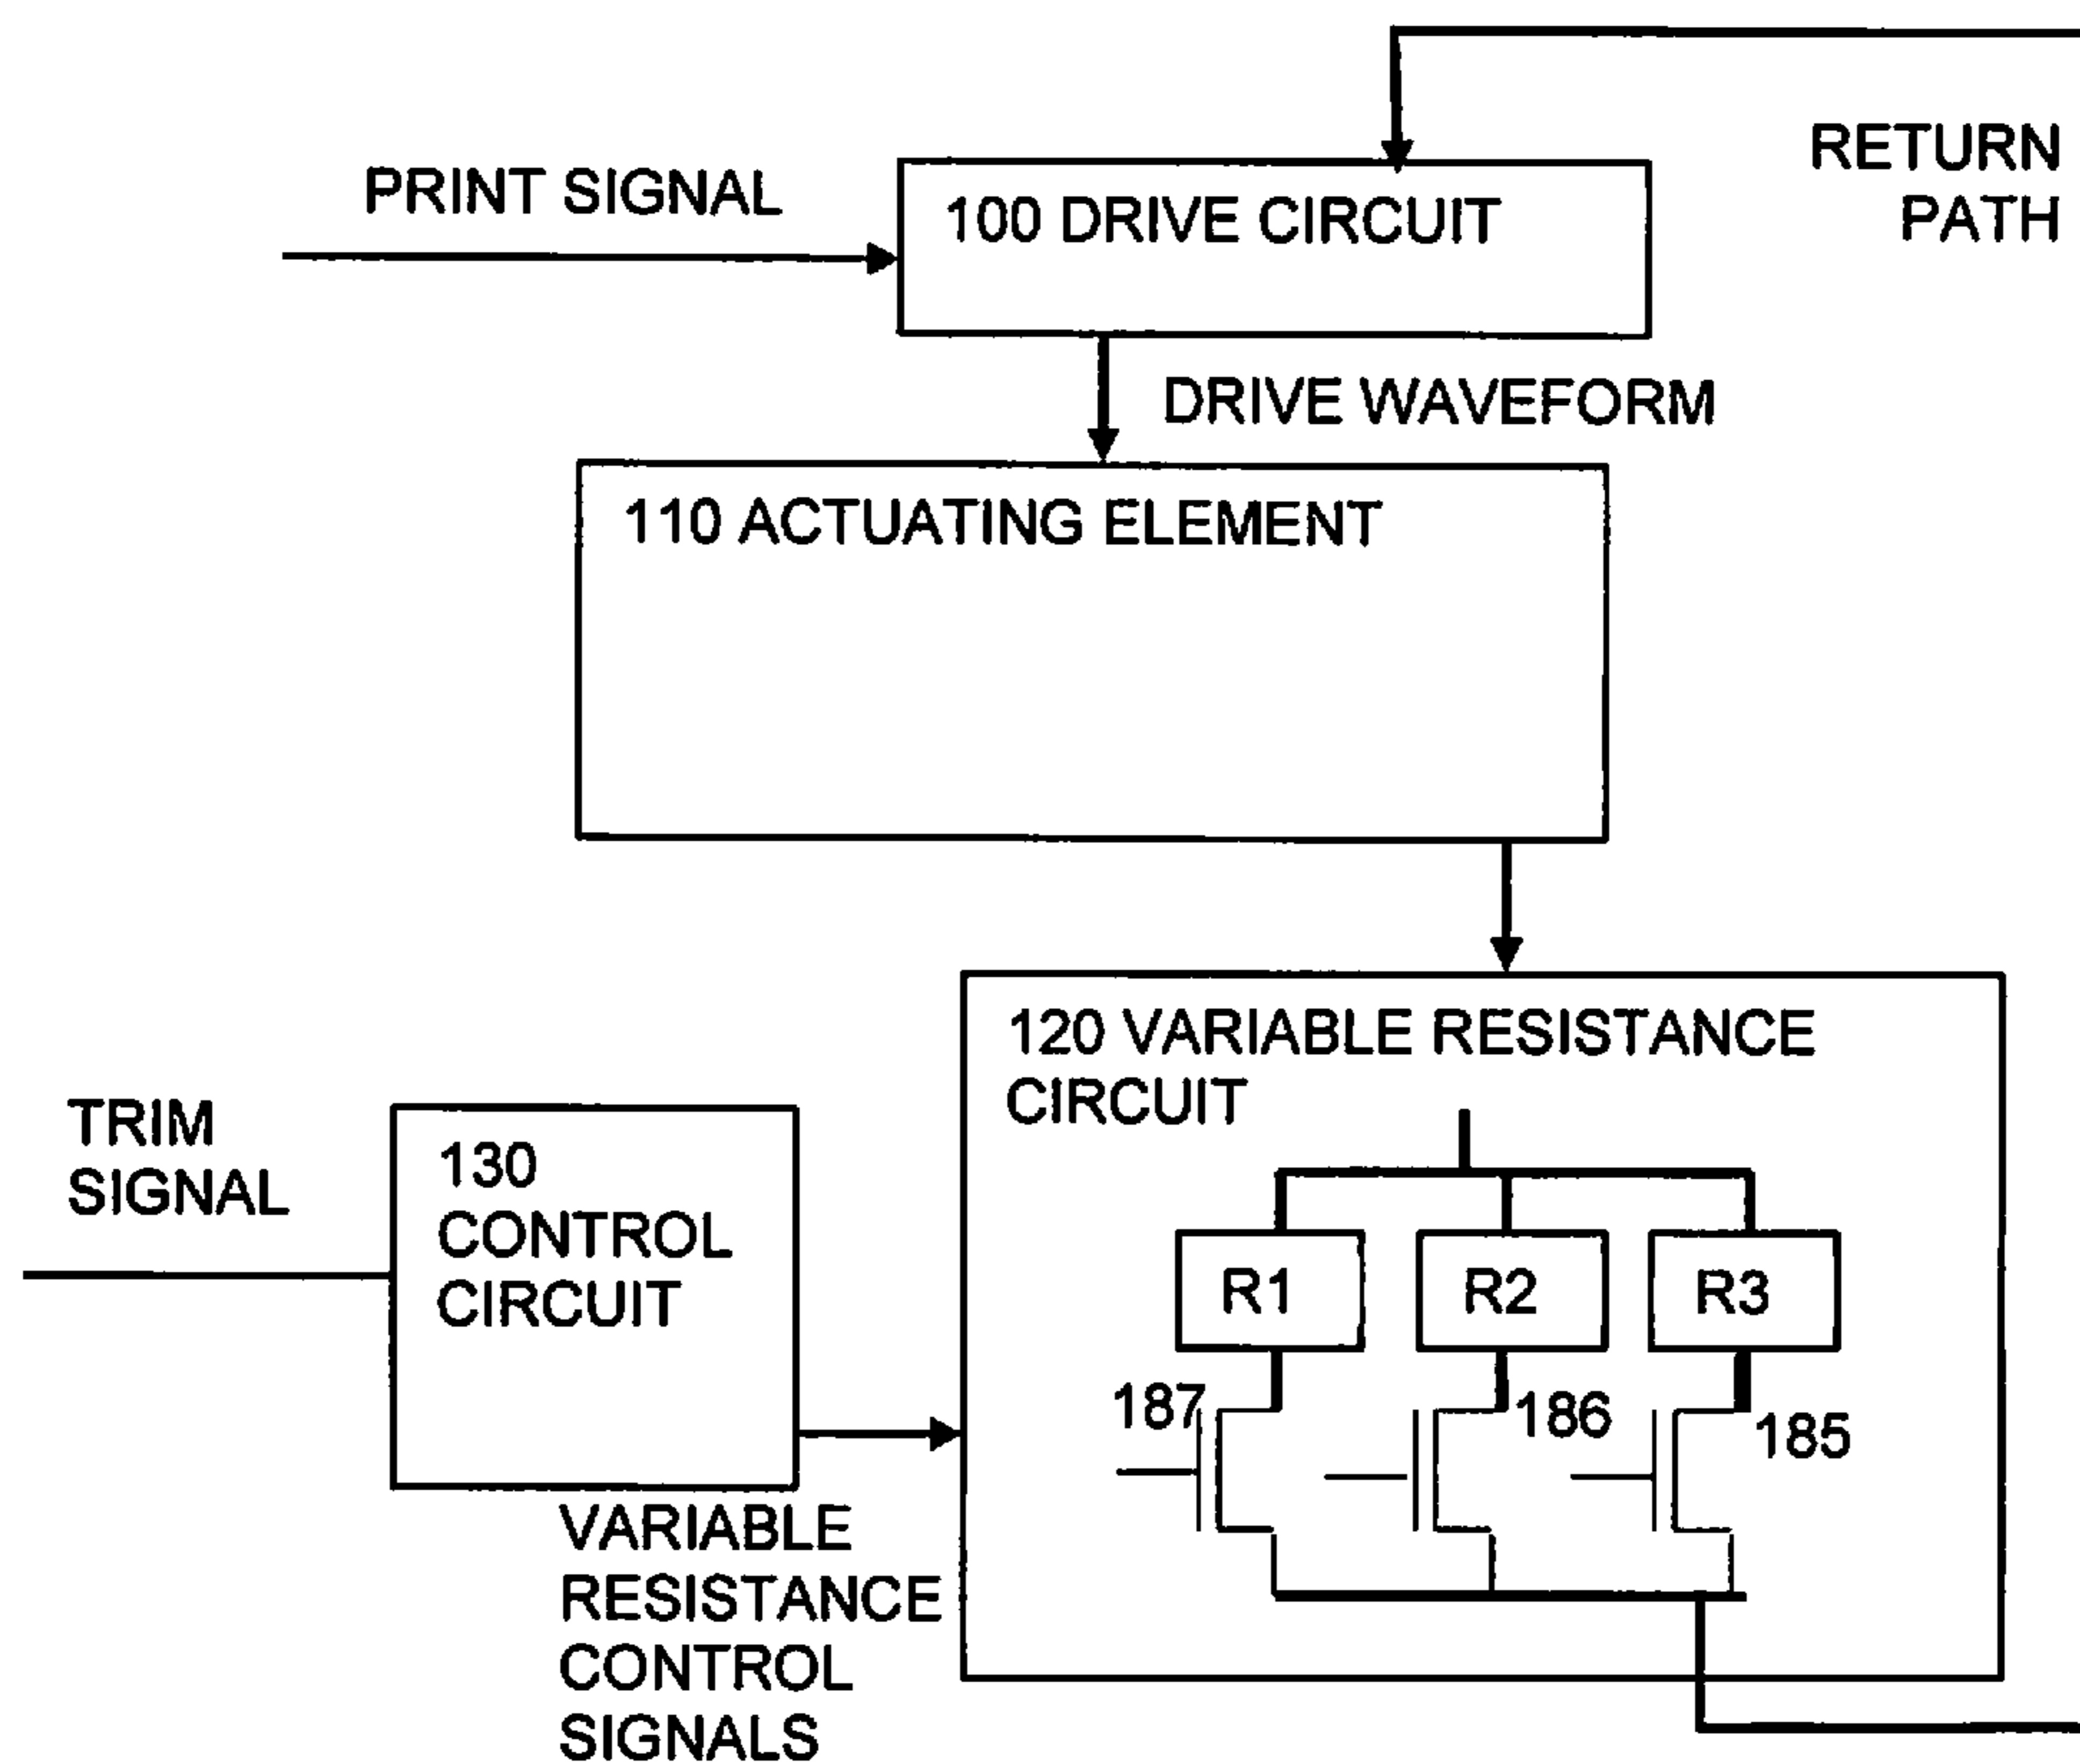 RETURN
PATH
PRINT SIGNAL
100 DRIVE CIRCUIT
DRIVE WAVEFORM
110 ACTUATING ELEMENT
120 VARIABLE RESISTANCE
CIRCUIT
TRIM
SIGNAL
130
CONTROL
CIRCUIT
R1
R2
R3
187
186
185
VARIABLE
RESISTANCE
CONTROL
SIGNALS